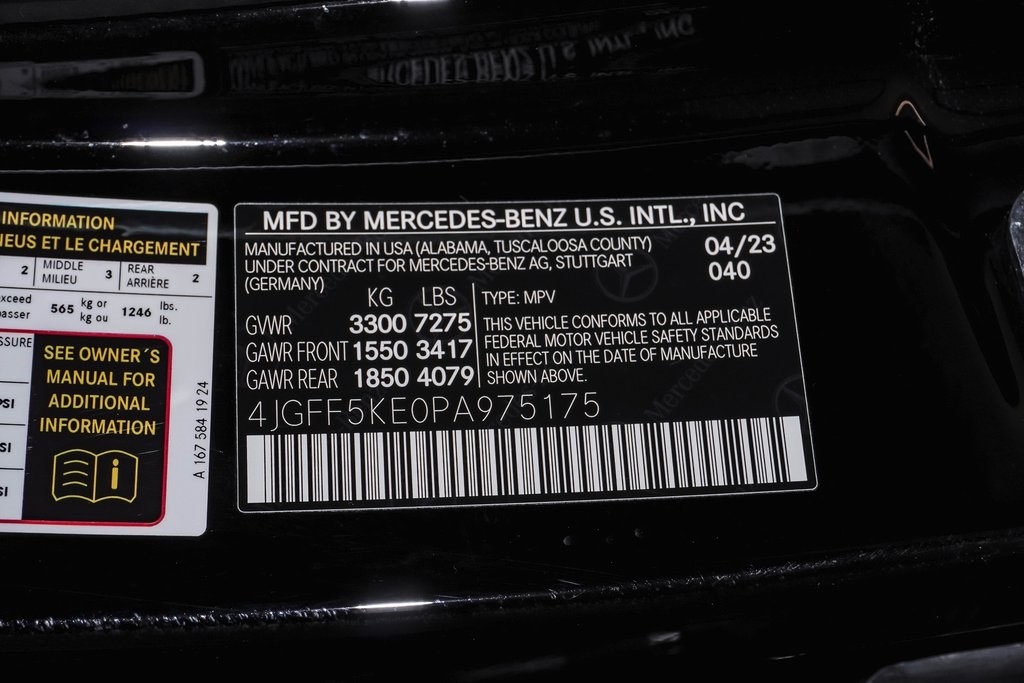 INFORMATION
NEUS ET LE CHARGEMENT
2 MIDDLE MILIEU 3 REAR ARRIÈRE 2
565 kg or kg ou 1246 lbs. lb.
SEE OWNER´S
MANUAL FOR
ADDITIONAL
INFORMATION
A 167 584 19 24
MFD BY MERCEDES-BENZ U.S. INTL., INC
MANUFACTURED IN USA (ALABAMA, TUSCALOOSA COUNTY)
UNDER CONTRACT FOR MERCEDES-BENZ AG, STUTTGART
(GERMANY)
04/23
040
KG LBS
GVWR 3300 7275
GAWR FRONT 1550 3417
GAWR REAR 1850 4079
TYPE: MPV
THIS VEHICLE CONFORMS TO ALL APPLICABLE
FEDERAL MOTOR VEHICLE SAFETY STANDARDS
IN EFFECT ON THE DATE OF MANUFACTURE
SHOWN ABOVE.
4JGFF5KE0PA975175